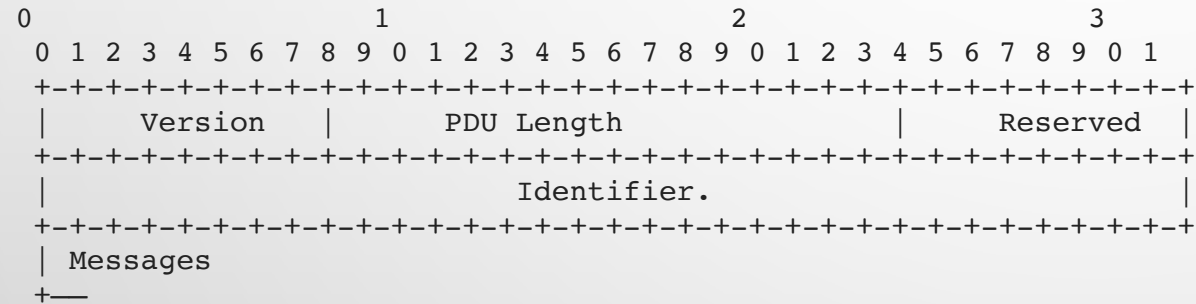 0                   1                   2                   3
0 1 2 3 4 5 6 7 8 9 0 1 2 3 4 5 6 7 8 9 0 1 2 3 4 5 6 7 8 9 0 1
+-+-+-+-+-+-+-+-+-+-+-+-+-+-+-+-+-+-+-+-+-+-+-+-+-+-+-+-+-+-+-+-+
|      Version  |      PDU Length               |     Reserved  |
+-+-+-+-+-+-+-+-+-+-+-+-+-+-+-+-+-+-+-+-+-+-+-+-+-+-+-+-+-+-+-+-+
|                          Identifier.                          |
+-+-+-+-+-+-+-+-+-+-+-+-+-+-+-+-+-+-+-+-+-+-+-+-+-+-+-+-+-+-+-+-+
| Messages
+——